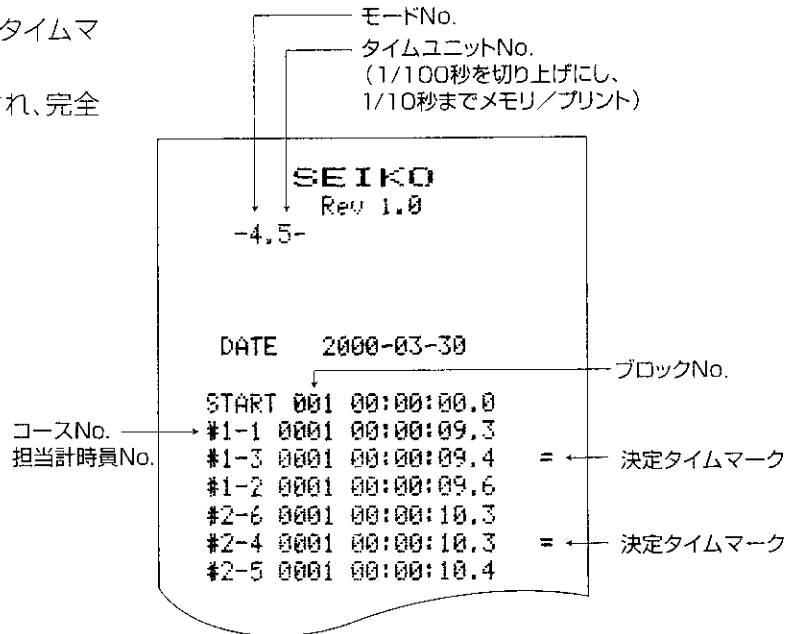 モードNo.
タイムマ
タイムユニットNo.
(1/100秒を切り上げにし、
1/10秒までメモリ/プリント)
れ、完全
SEIKO
Rev 1.0
-4,5-
DATE 2000-03-30
ブロックNo.
START 001 00:00:00.0
コースNo.
担当計時員No.
#1-1 0001 00:00:09.3
#1-3 0001 00:00:09.4 = 決定タイムマーク
#1-2 0001 00:00:09.6
#2-6 0001 00:00:10.3
#2-4 0001 00:00:10.3 = 決定タイムマーク
#2-5 0001 00:00:10.4